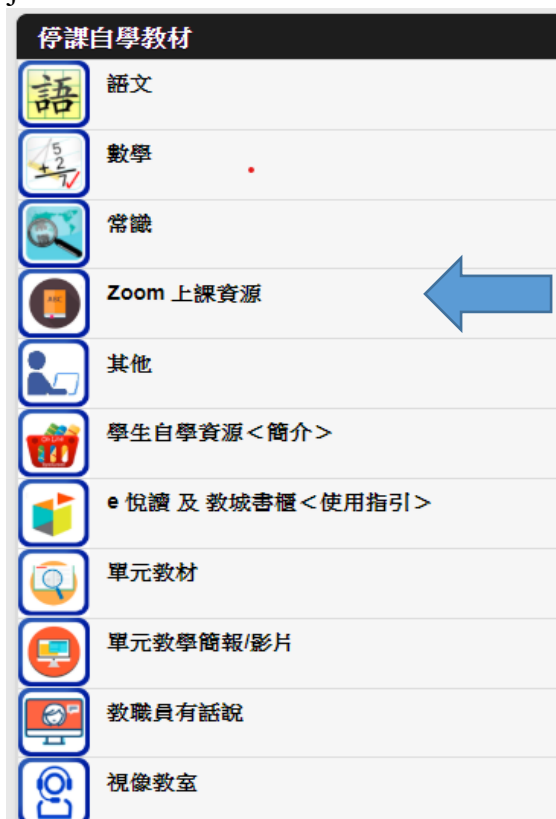 停課自學教材
語文
數學
常識
Zoom 上課資源
其他
學生自學資源＜簡介＞
e 悅讀 及 教城書櫃＜使用指引＞
單元教材
單元教學簡報/影片
教職員有話說
視像教室